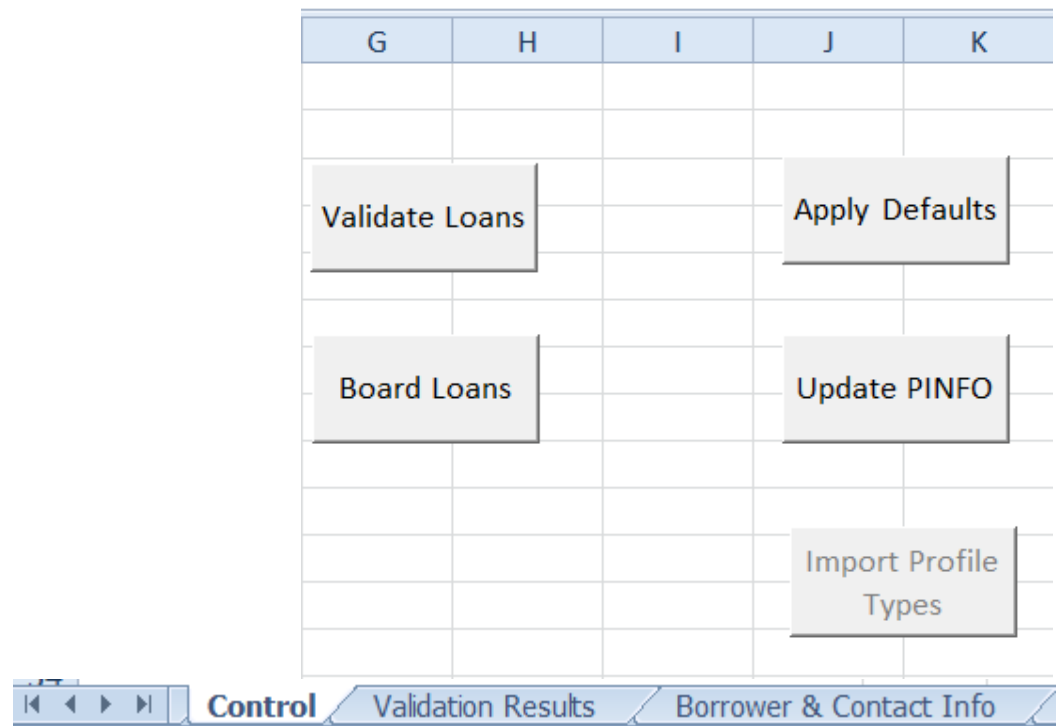 G H I J K
Validate Loans Apply Defaults
Board Loans Update PINFO
Import Profile
Types
Control Validation Results Borrower & Contact Info